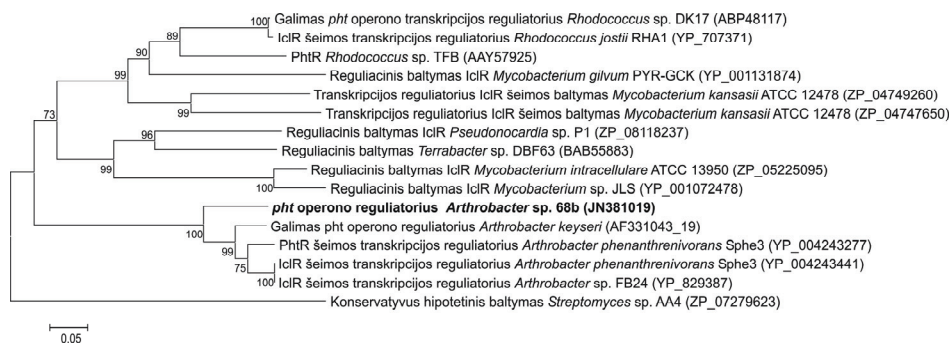 100 Galimas pht operono transkripcijos reguliatorius Rhodococcus sp. DK17 (ABP48117)
89 IclR šeimos transkripcijos reguliatorius Rhodococcus jostii RHA1 (YP_707371)
90 PhtR Rhodococcus sp. TFB (AAY57925)
99 Reguliacinis baltymas IclR Mycobacterium gilvum PYR-GCK (YP_001131874)
Transkripcijos reguliatorius IclR šeimos baltymas Mycobacterium kansasii ATCC 12478 (ZP_04749260)
73 99 Transkripcijos reguliatorius IclR šeimos baltymas Mycobacterium kansasii ATCC 12478 (ZP_04747650)
96 Reguliacinis baltymas IclR Pseudonocardia sp. P1 (ZP_08118237)
Reguliacinis baltymas Terrabacter sp. DBF63 (BAB55883)
99 Reguliacinis baltymas IclR Mycobacterium intracellulare ATCC 13950 (ZP_05225095)
100 Reguliacinis baltymas IclR Mycobacterium sp. JLS (YP_001072478)
pht operono reguliatorius Arthrobacter sp. 68b (JN381019)
100 Galimas pht operono reguliatorius Arthrobacter keyseri (AF331043_19)
99 PhtR šeimos transkripcijos reguliatorius Arthrobacter phenanthrenivorans Sphe3 (YP_004243277)
75 IclR šeimos transkripcijos reguliatorius Arthrobacter phenanthrenivorans Sphe3 (YP_004243441)
100 IclR šeimos transkripcijos reguliatorius Arthrobacter sp. FB24 (YP_829387)
Konservatyvus hipotetinis baltymas Streptomyces sp. AA4 (ZP_07279623)
0.05